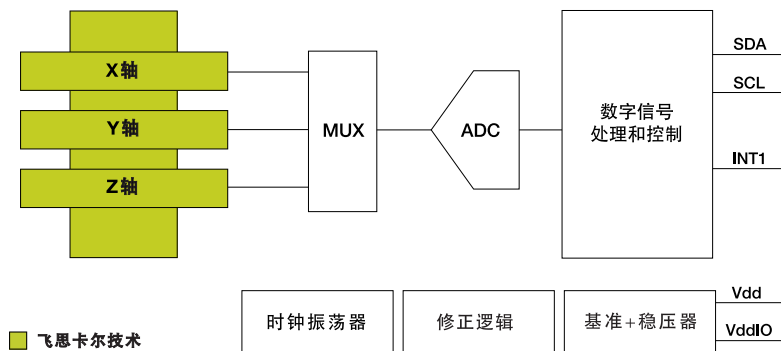 X轴
Y轴
Z轴
MUX
ADC
数字信号
处理和控制
SDA
SCL
INT1
时钟振荡器
修正逻辑
基准+稳压器
Vdd
VddIO
飞思卡尔技术